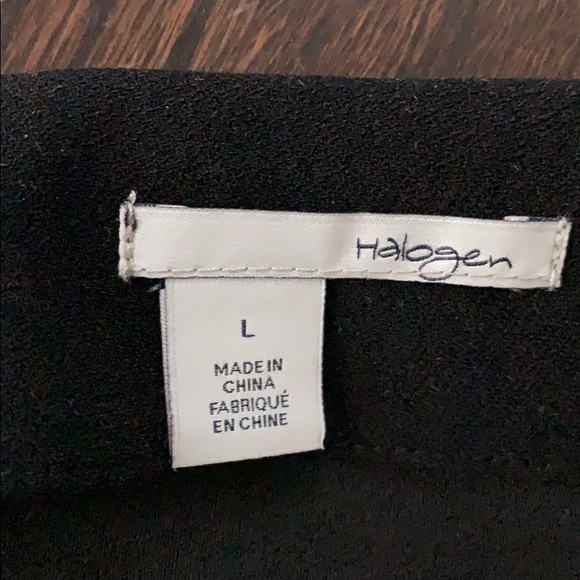 Halogen
L
MADE IN
CHINA
FABRIQUÉ
EN CHINE